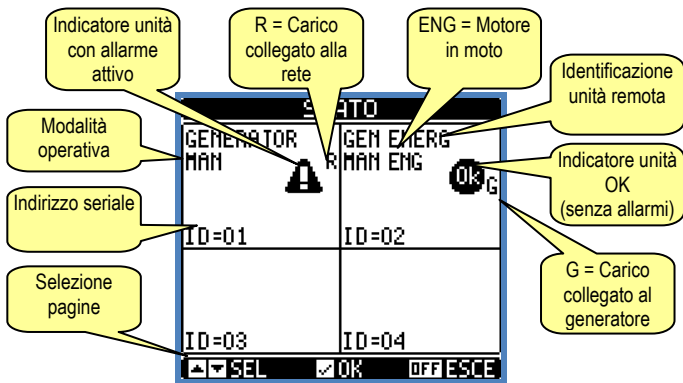 Indicatore unità
con allarme
attivo
R = Carico
collegato alla
rete
ENG = Motore
in moto
Identificazione
unità remota
Modalità
operativa
Indirizzo seriale
Selezione
pagine
Indicatore unità
OK
(senza allarmi)
G = Carico
collegato al
generatore
GENERATOR
MAN
R
ID=01
GEN EMERG
MAN ENG
Ok
G
ID=02
ID=03
ID=04
SEL
OK
OFF ESCE